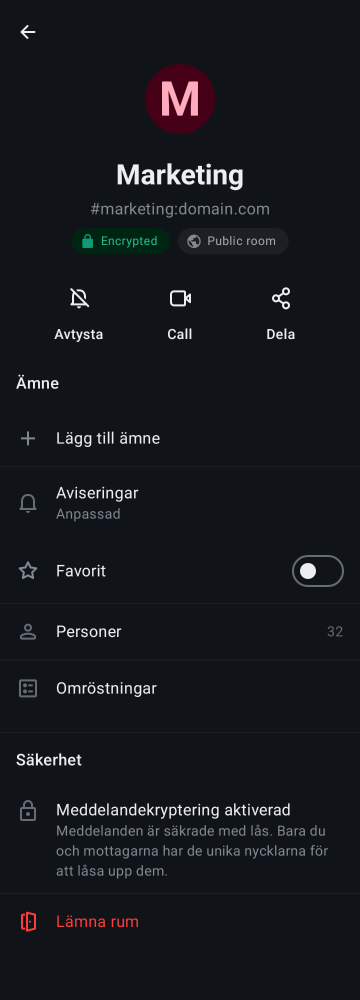 M
Marketing
#marketing:domain.com
Encrypted
Public room
Avtysta
Call
Dela
Ämne
Lägg till ämne
Aviseringar
Anpassad
Favorit
Personer
32
Omröstningar
Säkerhet
Meddelandekryptering aktiverad
Meddelanden är säkrade med lås. Bara du
och mottagarna har de unika nycklarna för
att låsa upp dem.
Lämna rum